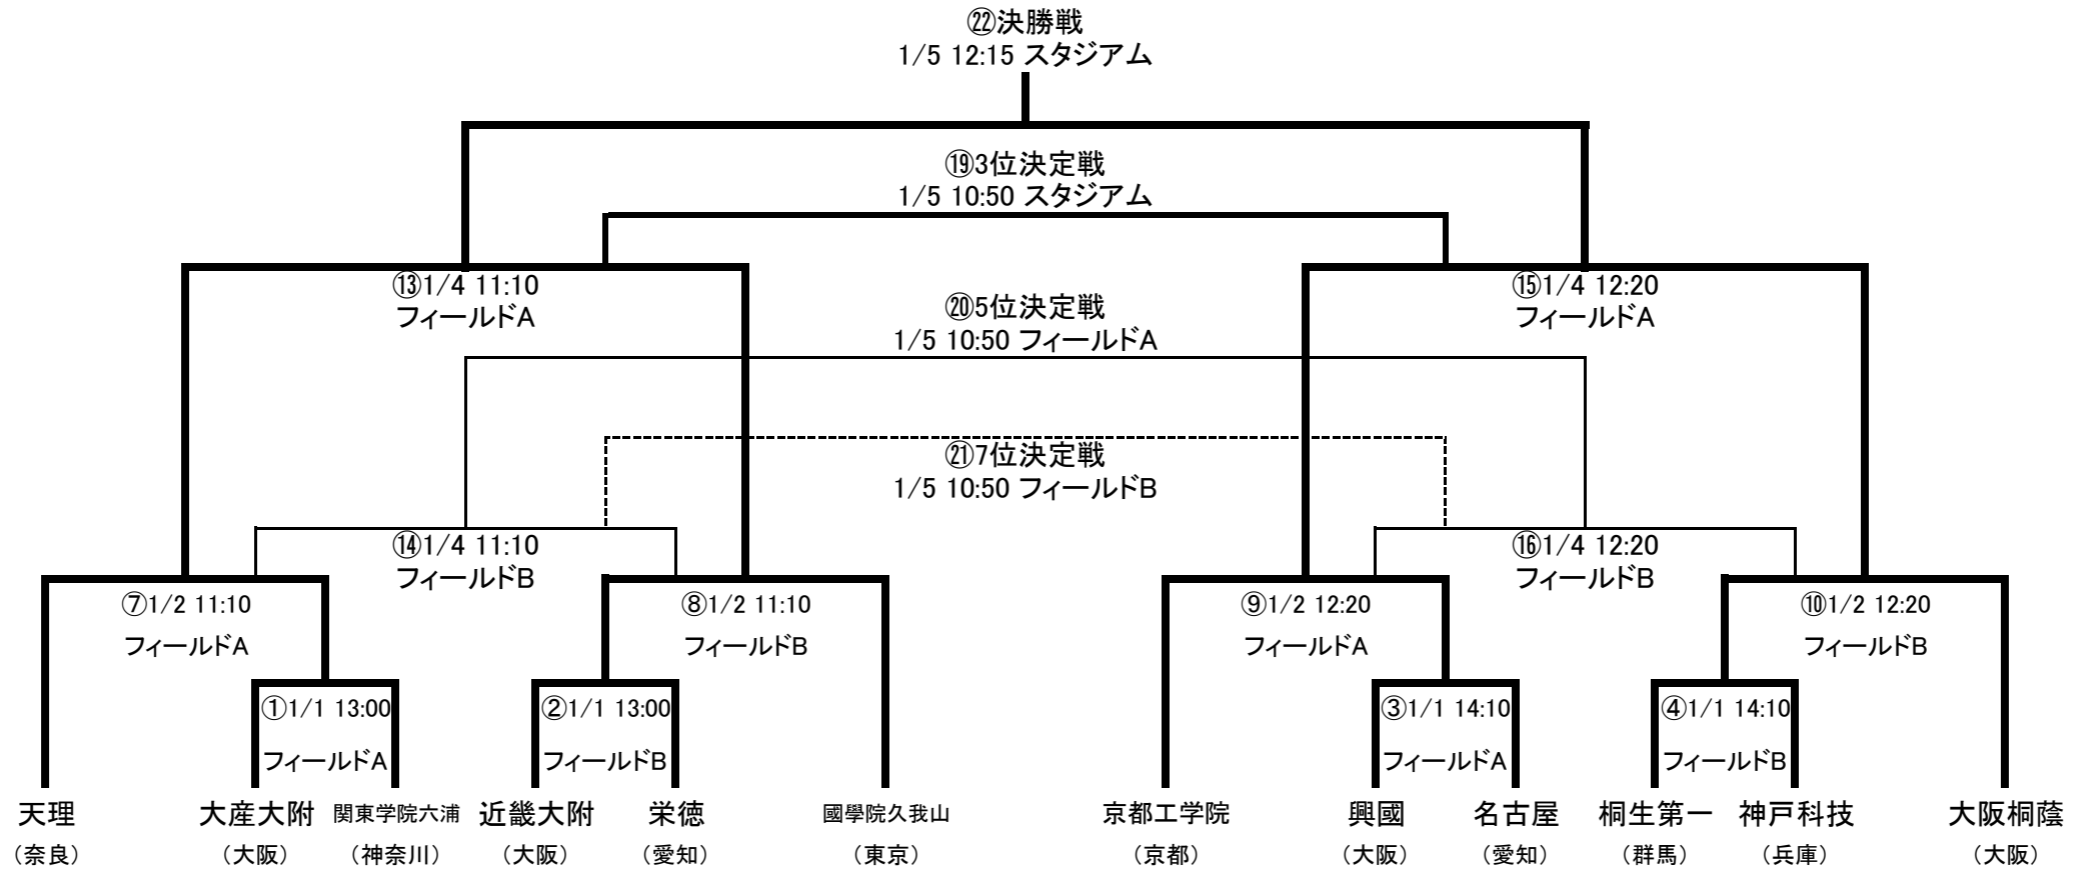 ㉒決勝戦
1/5 12:15 スタジアム
⑲3位決定戦
1/5 10:50 スタジアム
⑬1/4 11:10
フィールドA
⑮1/4 12:20
フィールドA
⑳5位決定戦
1/5 10:50 フィールドA
㉑7位決定戦
1/5 10:50 フィールドB
⑭1/4 11:10
フィールドB
⑯1/4 12:20
フィールドB
⑦1/2 11:10
フィールドA
⑧1/2 11:10
フィールドB
⑨1/2 12:20
フィールドA
⑩1/2 12:20
フィールドB
①1/1 13:00
フィールドA
②1/1 13:00
フィールドB
③1/1 14:10
フィールドA
④1/1 14:10
フィールドB
天理 大産大附 関東学院六浦 近畿大附 栄徳 國學院久我山 京都工学院 興國 名古屋 桐生第一 神戸科技 大阪桐蔭
（奈良） （大阪） （神奈川） （大阪） （愛知） （東京） （京都） （大阪） （愛知） （群馬） （兵庫） （大阪）